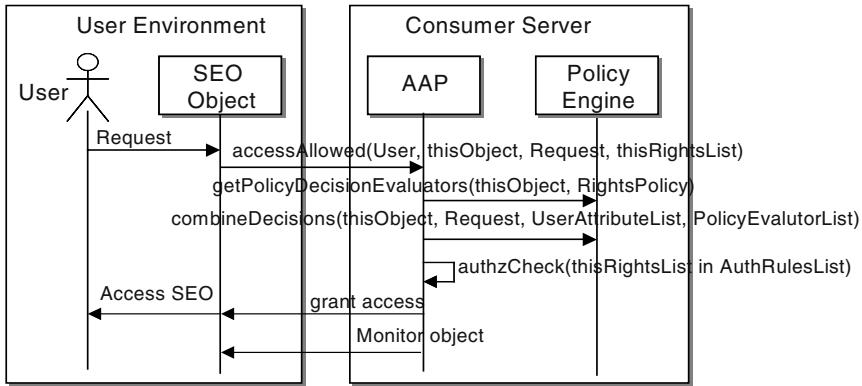 User Environment
Consumer Server
User
SEO
Object
AAP
Policy
Engine
Request
accessAllowed(User, thisObject, Request, thisRightsList)
getPolicyDecisionEvaluators(thisObject, RightsPolicy)
combineDecisions(thisObject, Request, UserAttributeList, PolicyEvalutorList)
authzCheck(thisRightsList in AuthRulesList)
Access SEO
grant access
Monitor object